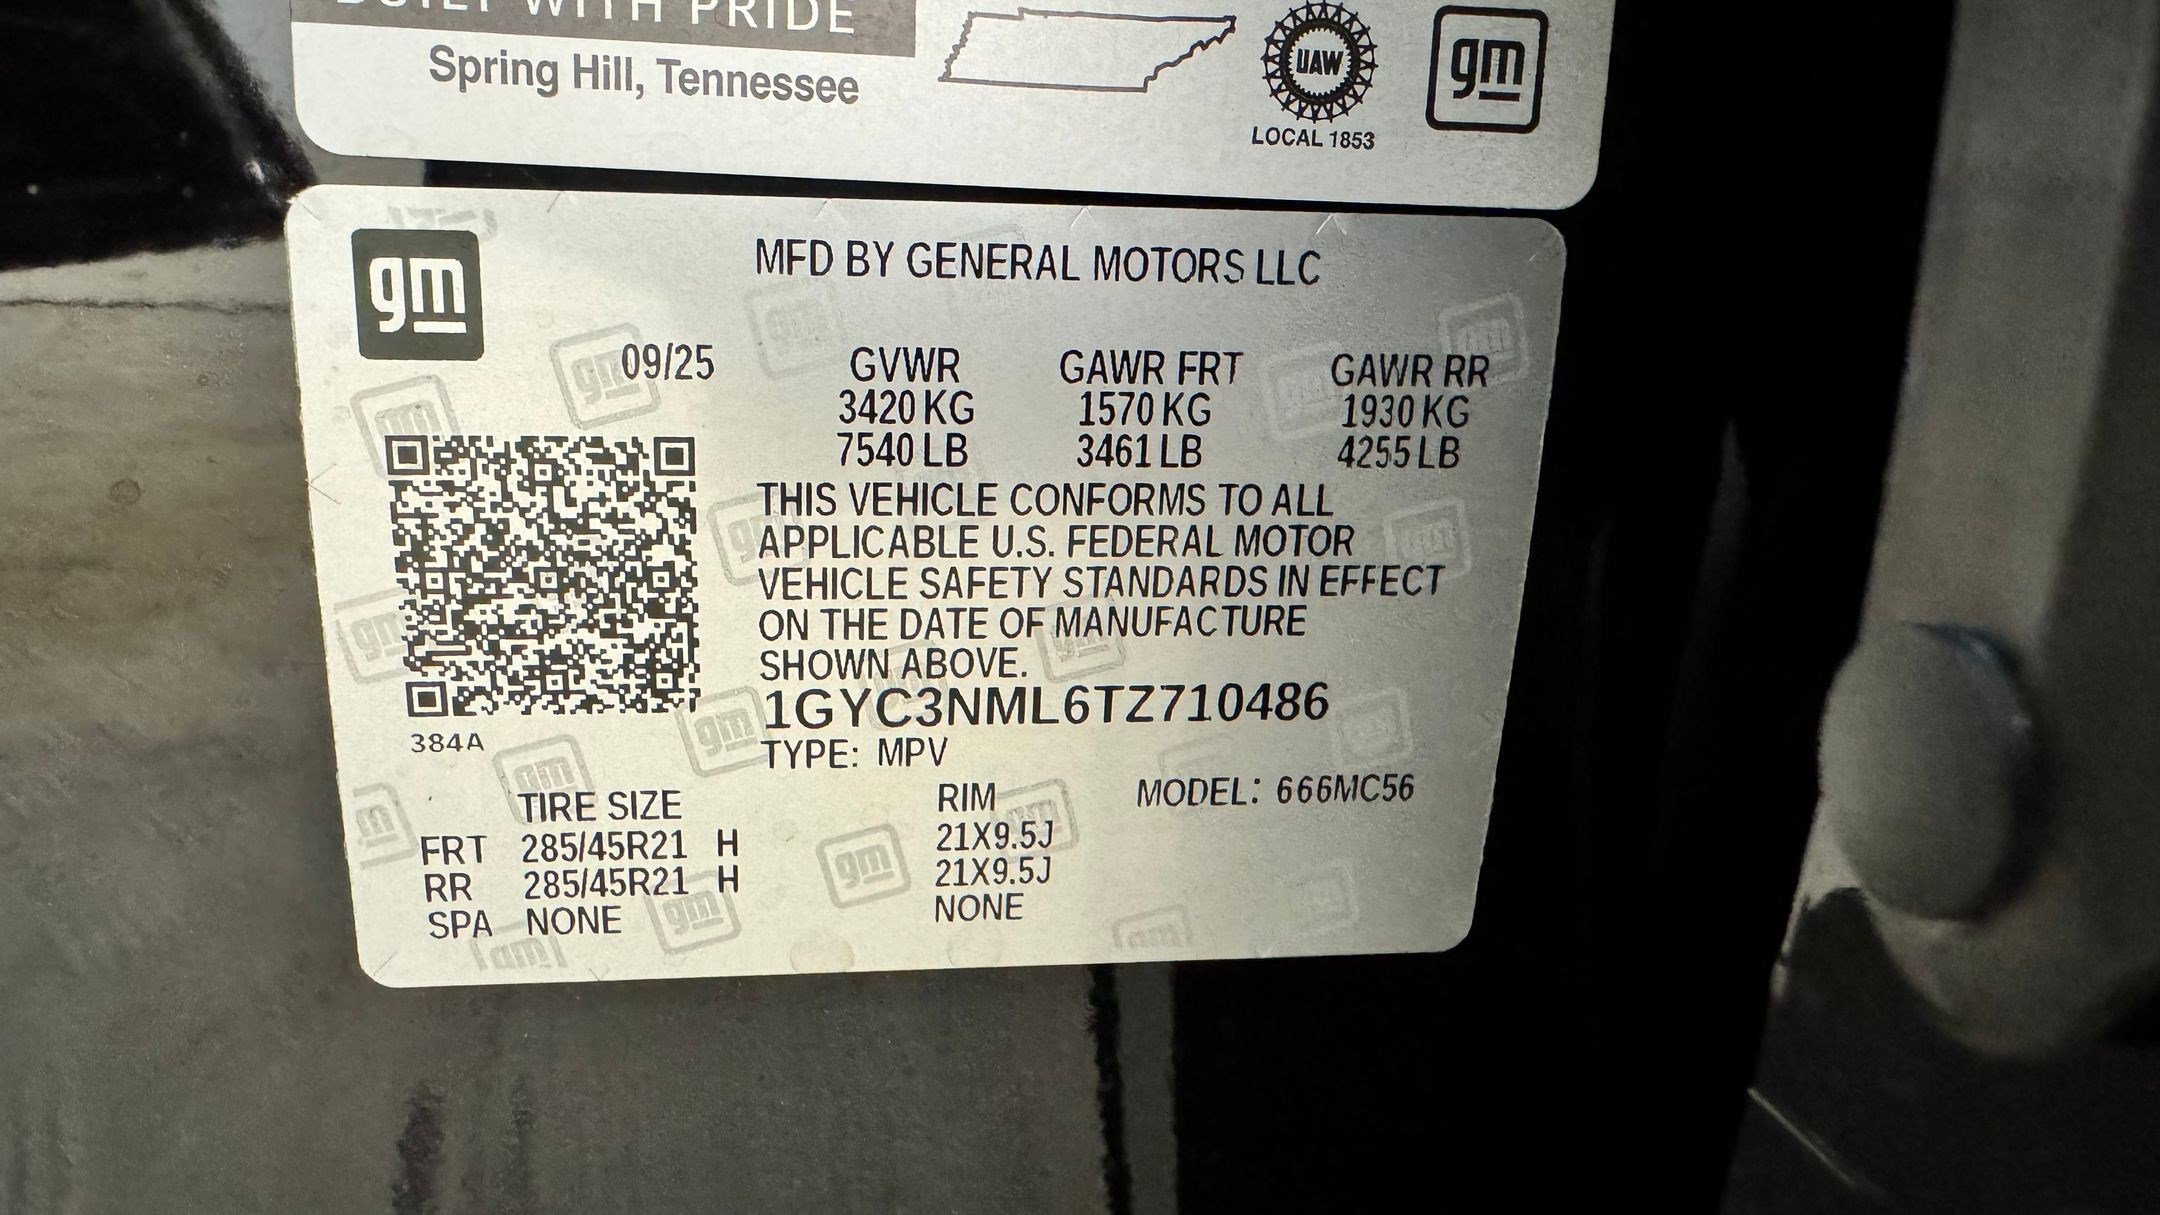 BUILT WITH PRIDE
Spring Hill, Tennessee
UAW
LOCAL 1853
gm
gm
MFD BY GENERAL MOTORS LLC
09/25 GVWR GAWR FRT GAWR RR
3420 KG 1570 KG 1930 KG
7540 LB 3461 LB 4255 LB
THIS VEHICLE CONFORMS TO ALL
APPLICABLE U.S. FEDERAL MOTOR
VEHICLE SAFETY STANDARDS IN EFFECT
ON THE DATE OF MANUFACTURE
SHOWN ABOVE.
1GYC3NML6TZ710486
384A
TYPE: MPV
TIRE SIZE RIM MODEL: 666MC56
FRT 285/45R21 H 21X9.5J
RR 285/45R21 H 21X9.5J
SPA NONE NONE